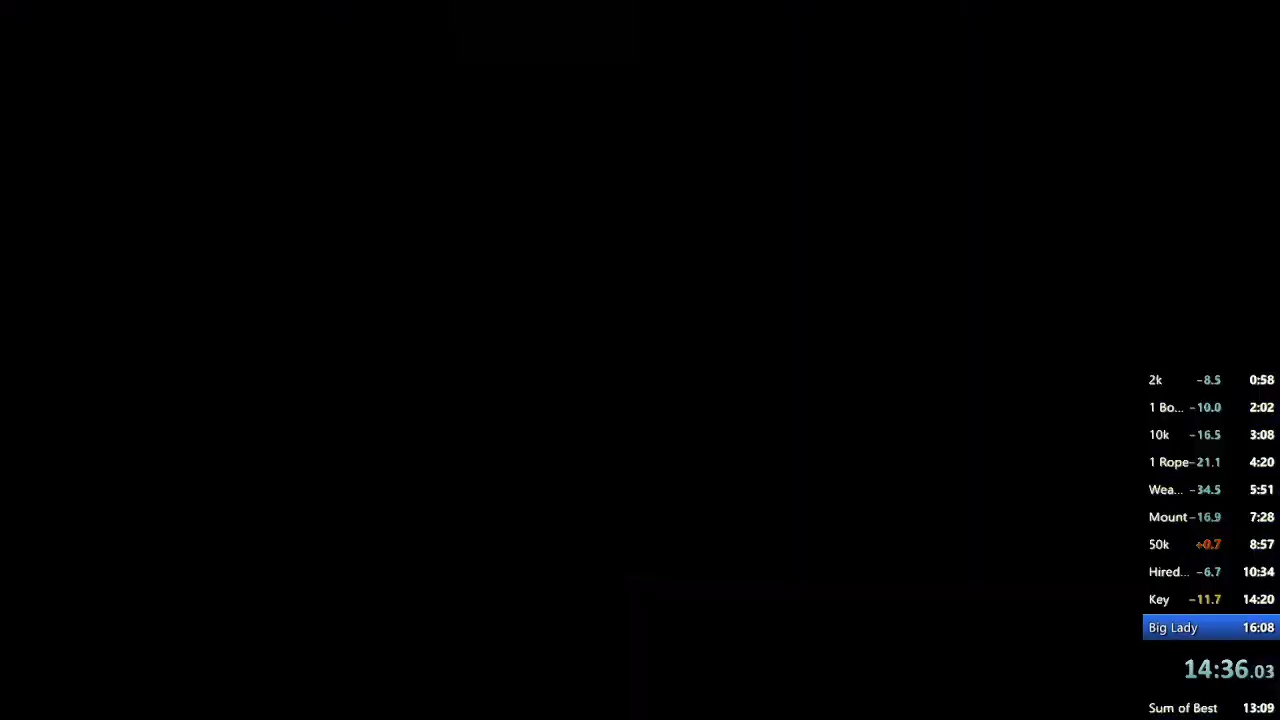 2k -8.5 0:58
1 Bo... -10.0 2:02
10k -16.5 3:08
1 Rope -21.1 4:20
Wea... -34.5 5:51
Mount -16.9 7:28
50k +0.7 8:57
Hired... -6.7 10:34
Key -11.7 14:20
Big Lady 16:08
14:36.03
Sum of Best 13:09